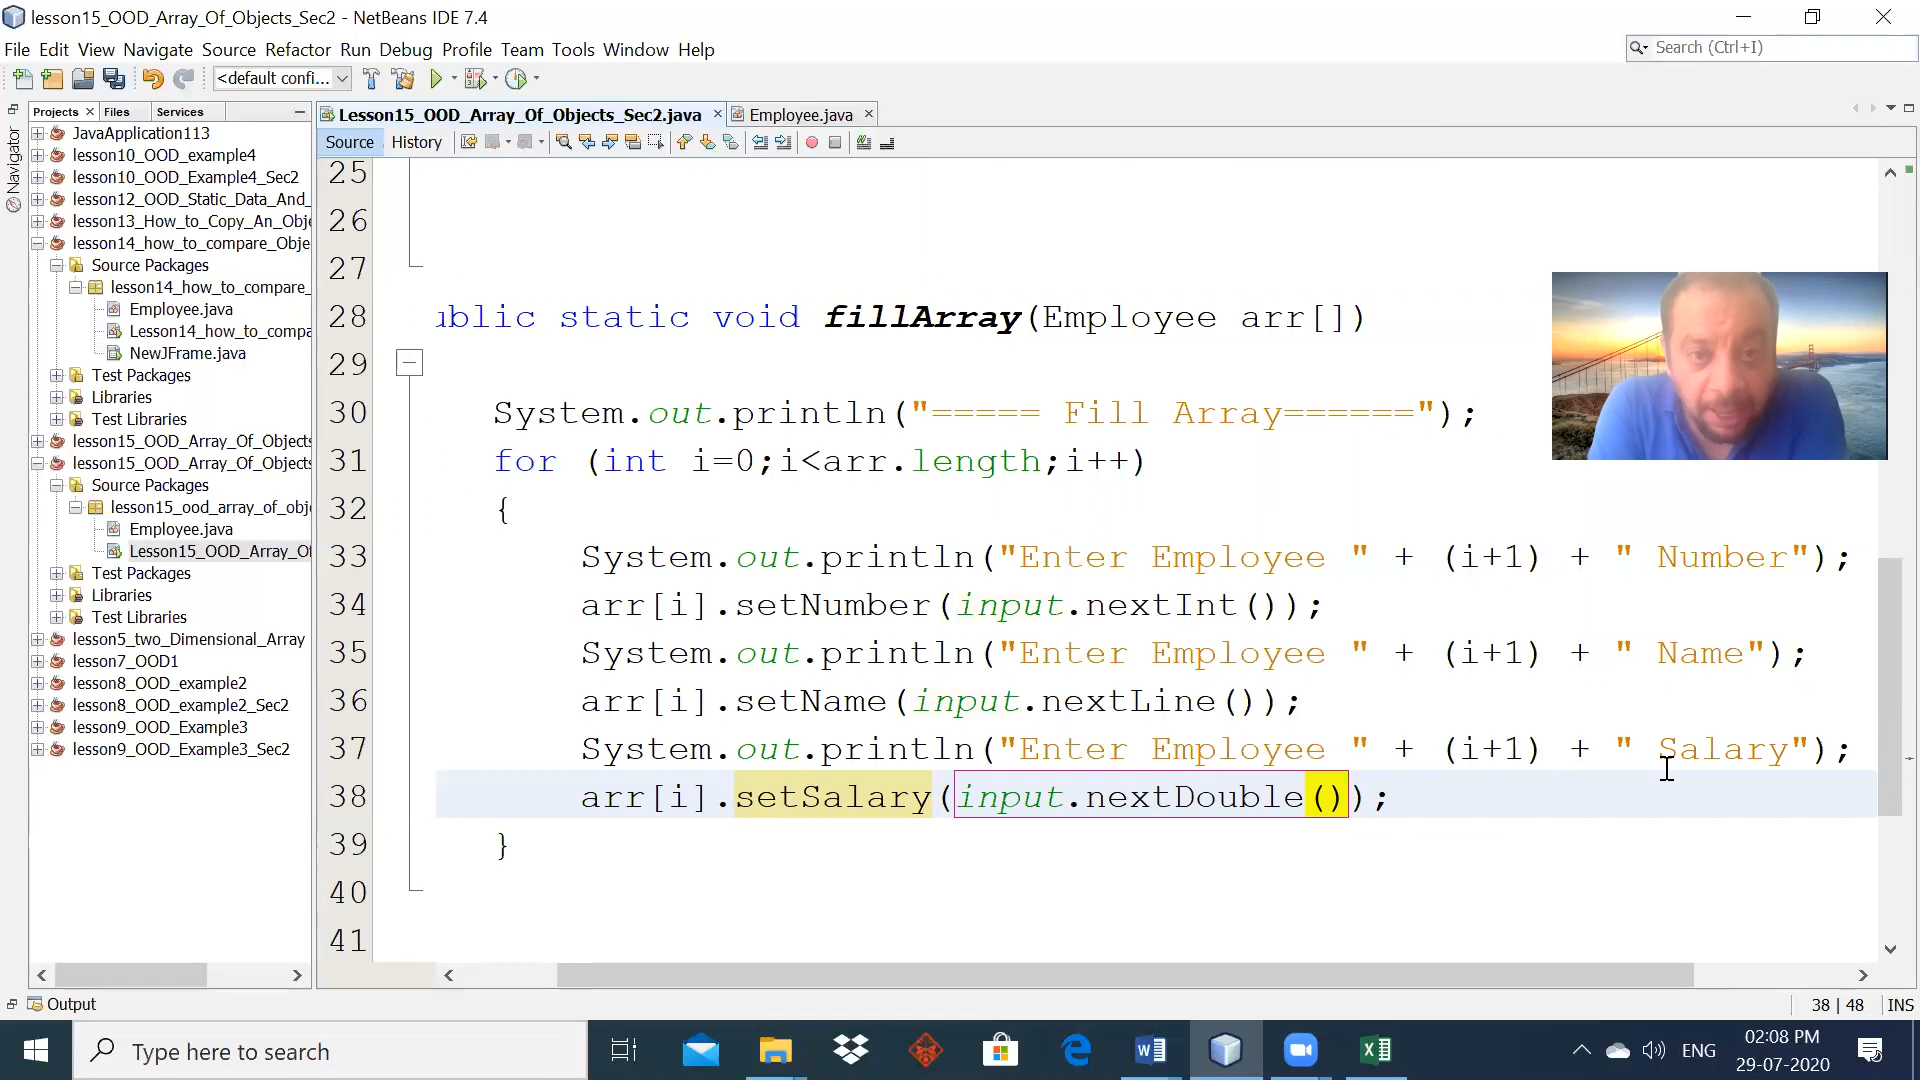 lesson15_OOD_Array_Of_Objects_Sec2 - NetBeans IDE 7.4
File Edit View Navigate Source Refactor Run Debug Profile Team Tools Window Help
Search (Ctrl+I)
<default confi...
Projects Files Services
Navigator
JavaApplication113
lesson10_OOD_example4
lesson10_OOD_Example4_Sec2
lesson12_OOD_Static_Data_And_
lesson13_How_to_Copy_An_Obje
lesson14_how_to_compare_Obje
Source Packages
lesson14_how_to_compare_
Employee.java
Lesson14_how_to_compa
NewJFrame.java
Test Packages
Libraries
Test Libraries
lesson15_OOD_Array_Of_Objects
lesson15_OOD_Array_Of_Objects
Source Packages
lesson15_ood_array_of_obj
Employee.java
Lesson15_OOD_Array_Of
Test Packages
Libraries
Test Libraries
lesson5_two_Dimensional_Array
lesson7_OOD1
lesson8_OOD_example2
lesson8_OOD_example2_Sec2
lesson9_OOD_Example3
lesson9_OOD_Example3_Sec2
Lesson15_OOD_Array_Of_Objects_Sec2.java Employee.java
Source History
25
26
27
28 ublic static void fillArray(Employee arr[])
29
30 System.out.println("===== Fill Array======");
31 for (int i=0;i<arr.length;i++)
32 {
33 System.out.println("Enter Employee " + (i+1) + " Number");
34 arr[i].setNumber(input.nextInt());
35 System.out.println("Enter Employee " + (i+1) + " Name");
36 arr[i].setName(input.nextLine());
37 System.out.println("Enter Employee " + (i+1) + " Salary");
38 arr[i].setSalary(input.nextDouble());
39 }
40
41
Output
38 | 48 INS
Type here to search
ENG
02:08 PM
29-07-2020